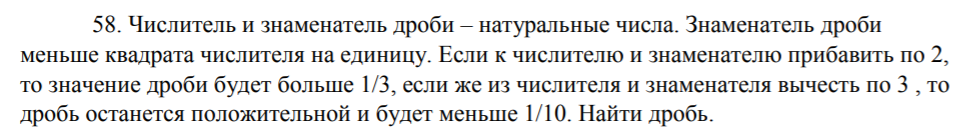 58. Числитель и знаменатель дроби – натуральные числа. Знаменатель дроби
меньше квадрата числителя на единицу. Если к числителю и знаменателю прибавить по 2,
то значение дроби будет больше 1/3, если же из числителя и знаменателя вычесть по 3 , то
дробь останется положительной и будет меньше 1/10. Найти дробь.